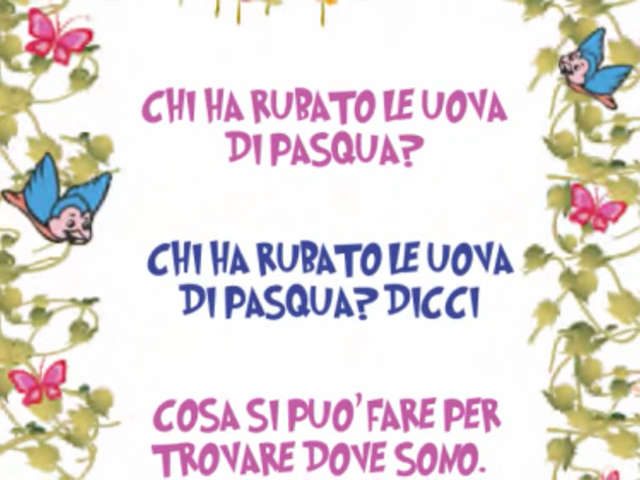 CHI HA RUBATO LE UOVA
DI PASQUA?
CHI HA RUBATO LE UOVA
DI PASQUA? DICCI
COSA SI PUO' FARE PER
TROVARE DOVE SONO.